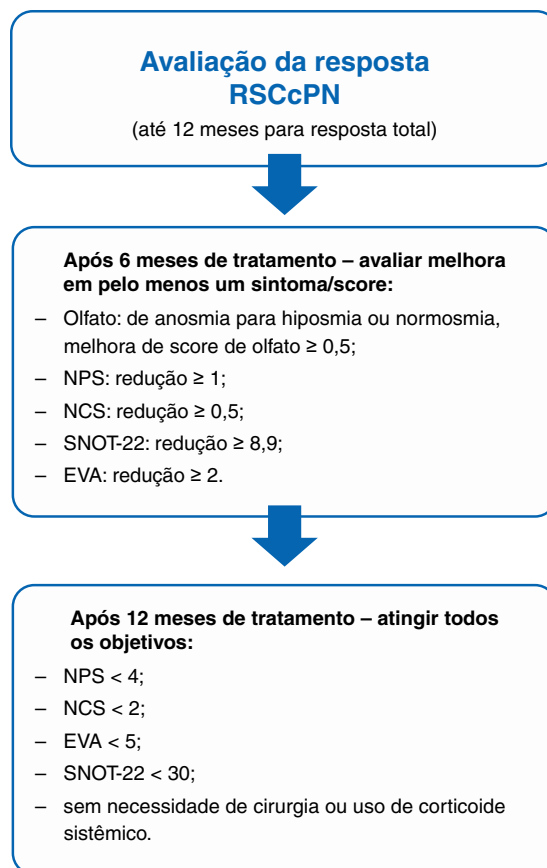 Avaliação da resposta
RSCcPN
(até 12 meses para resposta total)
Após 6 meses de tratamento – avaliar melhora
em pelo menos um sintoma/score:
– Olfato: de anosmia para hiposmia ou normosmia,
melhora de score de olfato ≥ 0,5;
– NPS: redução ≥ 1;
– NCS: redução ≥ 0,5;
– SNOT-22: redução ≥ 8,9;
– EVA: redução ≥ 2.
Após 12 meses de tratamento – atingir todos
os objetivos:
– NPS < 4;
– NCS < 2;
– EVA < 5;
– SNOT-22 < 30;
– sem necessidade de cirurgia ou uso de corticoide
sistêmico.